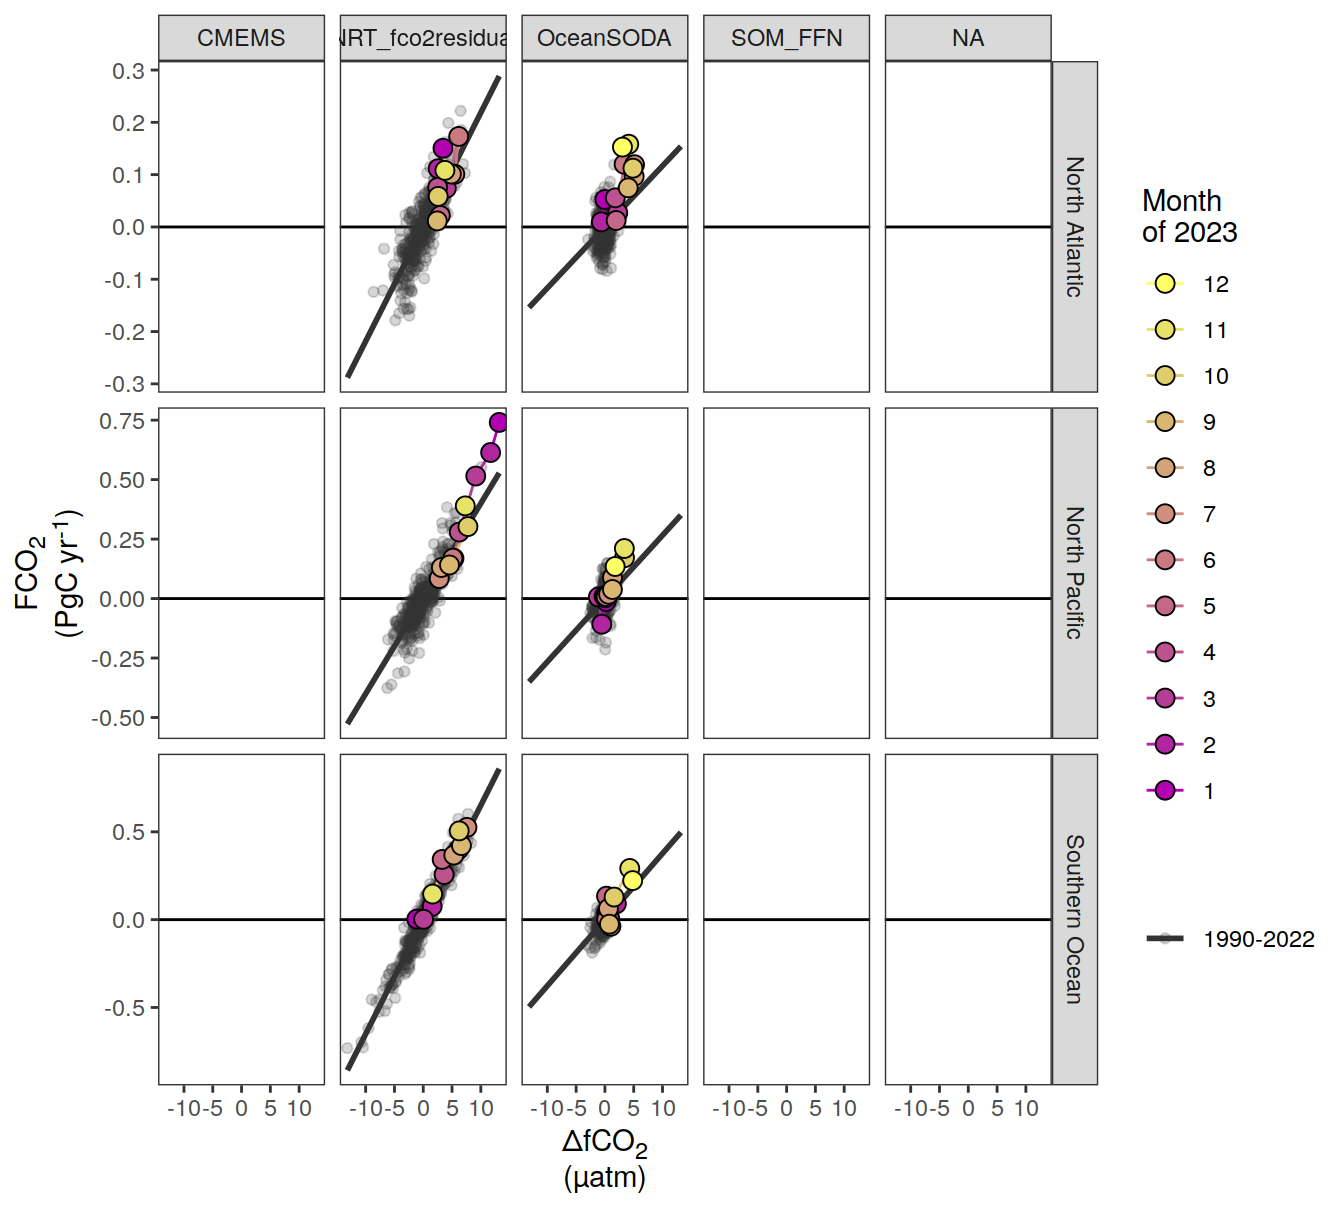 CMEMS
NRT_fco2residua
OceanSODA
SOM_FFN
NA
0.3
0.2
0.1
0.0
-0.1
-0.2
-0.3
North Atlantic
0.75
0.50
0.25
0.00
-0.25
-0.50
North Pacific
0.5
0.0
-0.5
Southern Ocean
FCO₂
(PgC yr⁻¹)
-10 -5 0 5 10
-10 -5 0 5 10
-10 -5 0 5 10
-10 -5 0 5 10
-10 -5 0 5 10
ΔfCO₂
(µatm)
Month
of 2023
12
11
10
9
8
7
6
5
4
3
2
1
1990-2022